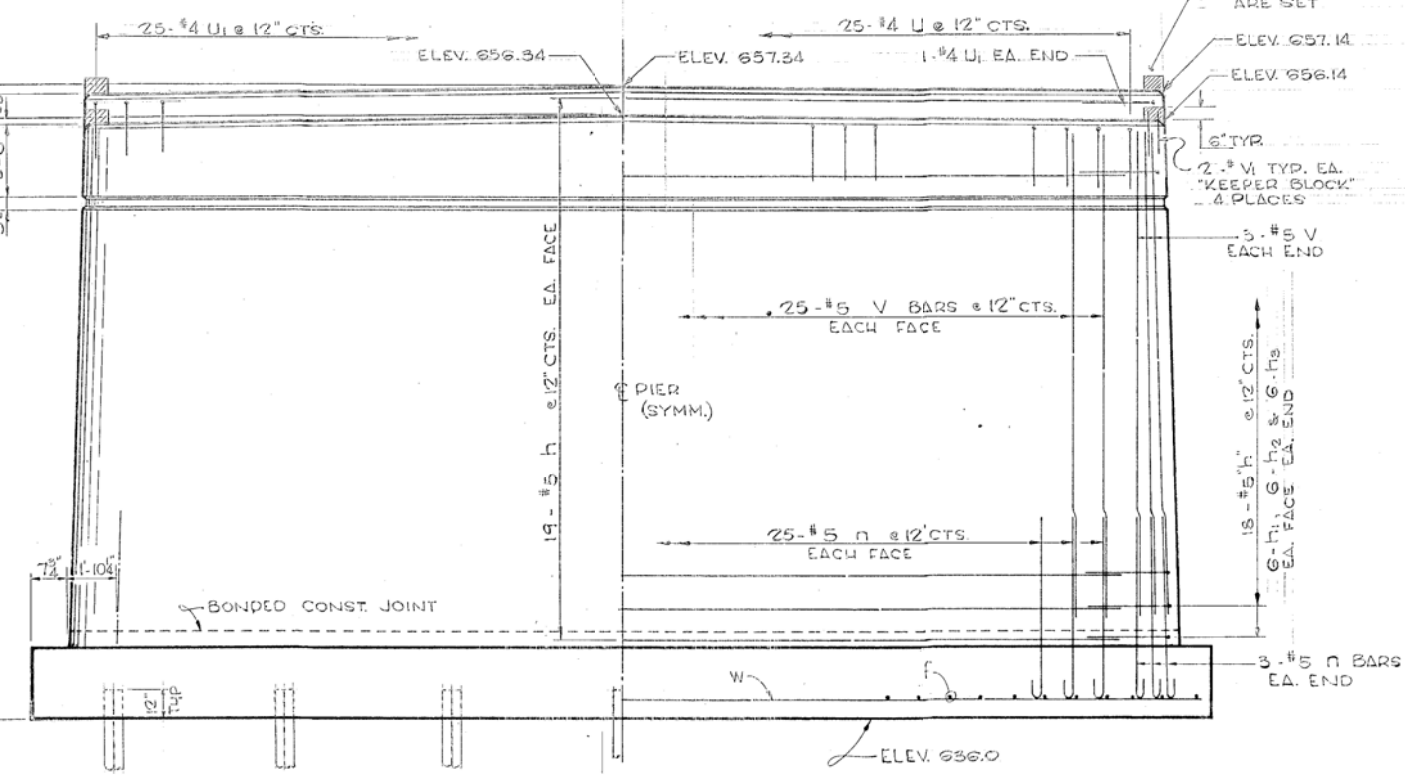 ARE SET
25-#4 U1 @ 12" CTS.
25-#4 U @ 12" CTS.
ELEV. 657.14
ELEV. 656.34
ELEV. 657.34
1-#4 U1 EA. END
ELEV. 656.14
6" TYP.
2-# V1 TYP. EA.
"KEEPER BLOCK"
4 PLACES
3-#5 V
EACH END
19-#5 h @ 12" CTS. EA. FACE
25-#5 V BARS @ 12" CTS.
EACH FACE
℄ PIER
(SYMM.)
18-#5 "h" @ 12" CTS.
6-h1, 6-h2 & 6-h3
EA. FACE EA. END
25-#5 n @ 12" CTS.
EACH FACE
7 3/4" 1'-10 1/4"
BONDED CONST. JOINT
3-#5 n BARS
EA. END
W
f
12"
TYP
ELEV. 636.0